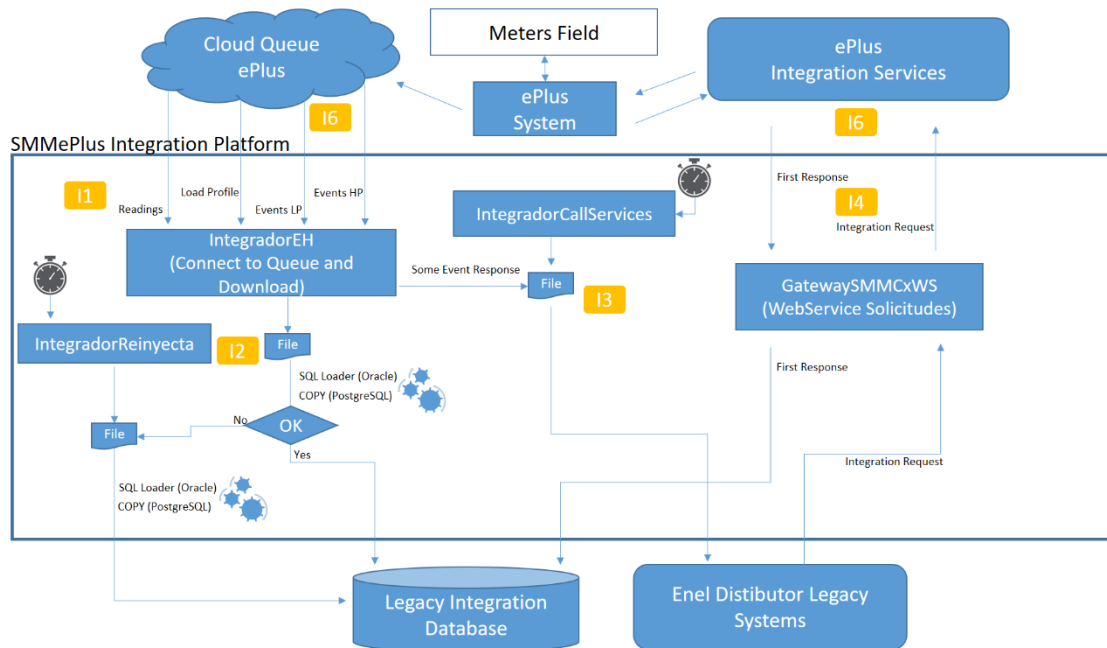 Cloud Queue
ePlus
Meters Field
ePlus
Integration Services
ePlus
System
I6
I6
SMMePlus Integration Platform
I1
Readings
Load Profile
Events LP
Events HP
First Response
I4
Integration Request
IntegradorCallServices
IntegradorEH
(Connect to Queue and
Download)
Some Event Response
File
I3
GatewaySMMCxWS
(WebService Solicitudes)
IntegradorReinyecta
I2
File
First Response
SQL Loader (Oracle)
COPY (PostgreSQL)
No
OK
File
Yes
Integration Request
SQL Loader (Oracle)
COPY (PostgreSQL)
Legacy Integration
Database
Enel Distibutor Legacy
Systems